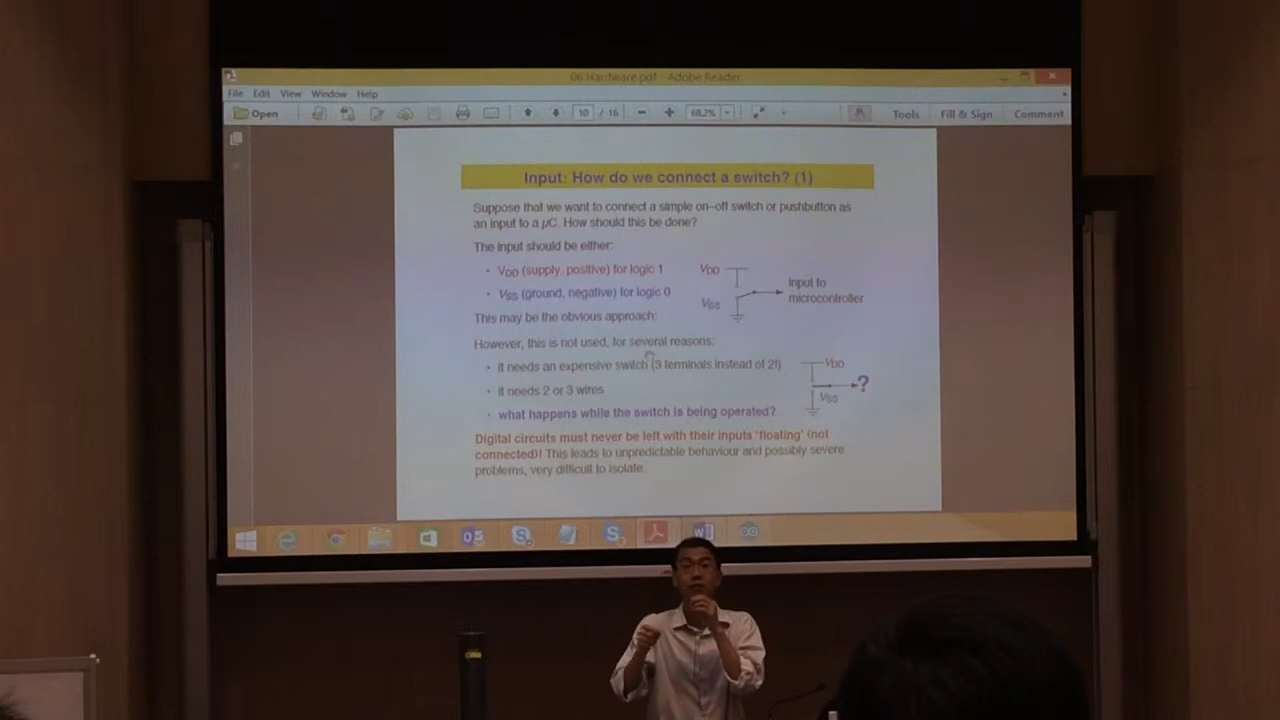 06 Hardware.pdf - Adobe Reader
File Edit View Window Help
Open 10 / 16 68.2% Tools Fill & Sign Comment
Input: How do we connect a switch? (1)
Suppose that we want to connect a simple on–off switch or pushbutton as
an input to a µC. How should this be done?
The input should be either:
• VDD (supply, positive) for logic 1
• VSS (ground, negative) for logic 0
VDD
VSS
Input to
microcontroller
This may be the obvious approach:
However, this is not used, for several reasons:
• it needs an expensive switch (3 terminals instead of 2!)
• it needs 2 or 3 wires
• what happens while the switch is being operated?
VDD
?
VSS
Digital circuits must never be left with their inputs 'floating' (not
connected)! This leads to unpredictable behaviour and possibly severe
problems, very difficult to isolate.